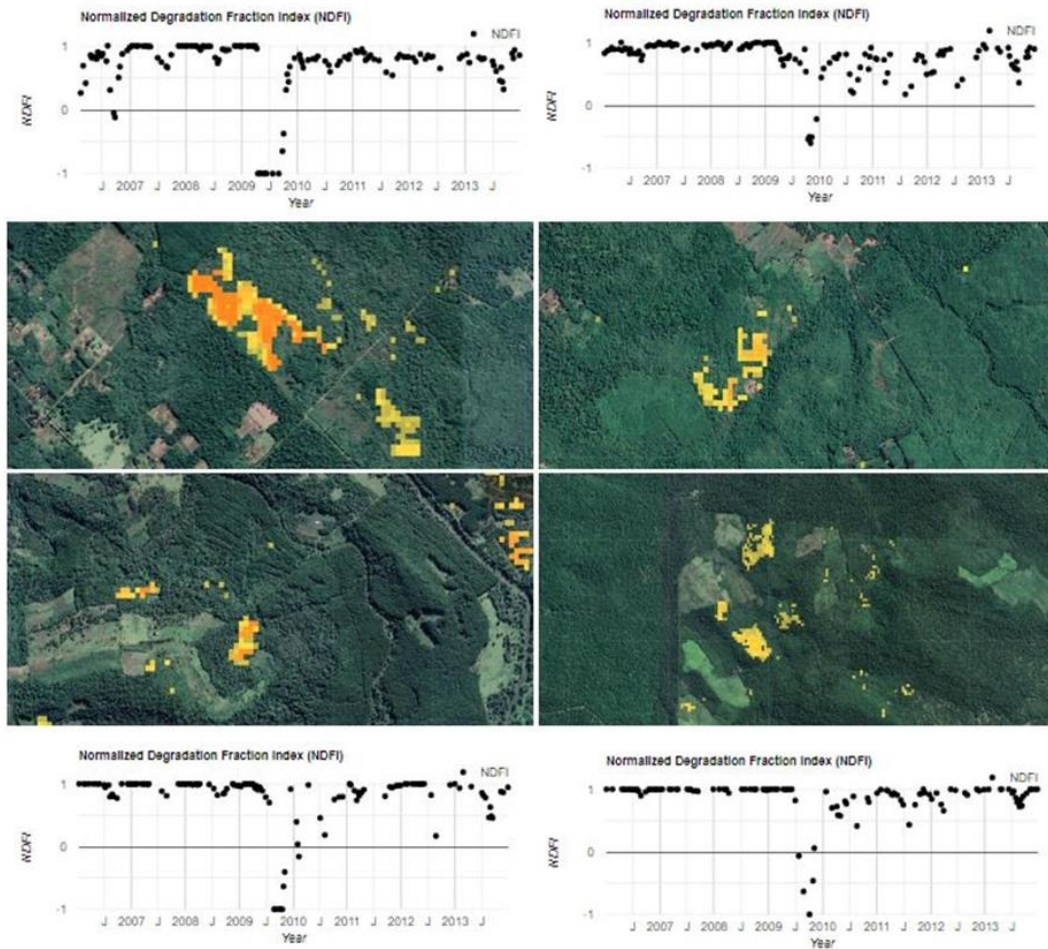 Normalized Degradation Fraction Index (NDFI)
NDFI
1
0
-1
NDFI
J 2007 J 2008 J 2009 J 2010 J 2011 J 2012 J 2013 J
Year
Normalized Degradation Fraction Index (NDFI)
NDFI
1
0
-1
NDFI
J 2007 J 2008 J 2009 J 2010 J 2011 J 2012 J 2013 J
Year
Normalized Degradation Fraction Index (NDFI)
NDFI
1
0
-1
NDFI
J 2007 J 2008 J 2009 J 2010 J 2011 J 2012 J 2013 J
Year
Normalized Degradation Fraction Index (NDFI)
NDFI
1
0
-1
NDFI
J 2007 J 2008 J 2009 J 2010 J 2011 J 2012 J 2013 J
Year